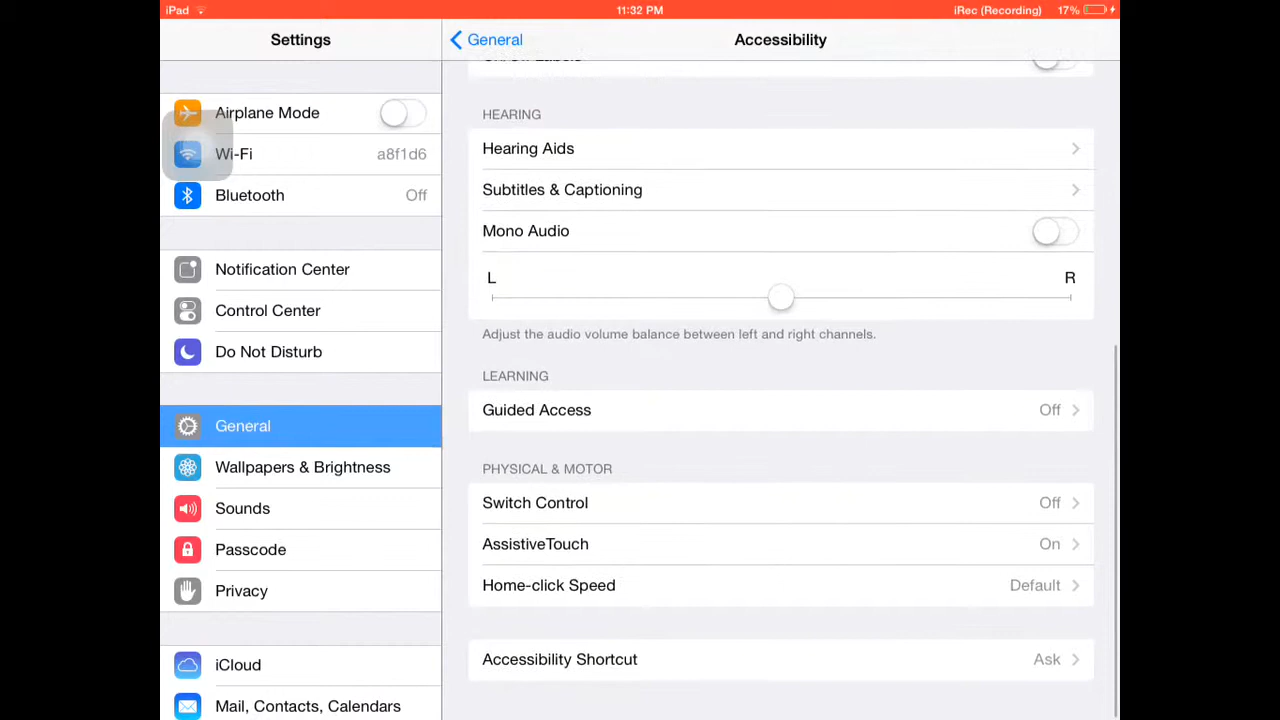 iPad
11:32 PM
iRec (Recording)
17%
Settings
General
Accessibility
Airplane Mode
Wi-Fi
a8f1d6
Bluetooth
Off
Notification Center
Control Center
Do Not Disturb
General
Wallpapers & Brightness
Sounds
Passcode
Privacy
iCloud
Mail, Contacts, Calendars
On/Off Labels
HEARING
Hearing Aids
Subtitles & Captioning
Mono Audio
L
R
Adjust the audio volume balance between left and right channels.
LEARNING
Guided Access
Off
PHYSICAL & MOTOR
Switch Control
Off
AssistiveTouch
On
Home-click Speed
Default
Accessibility Shortcut
Ask